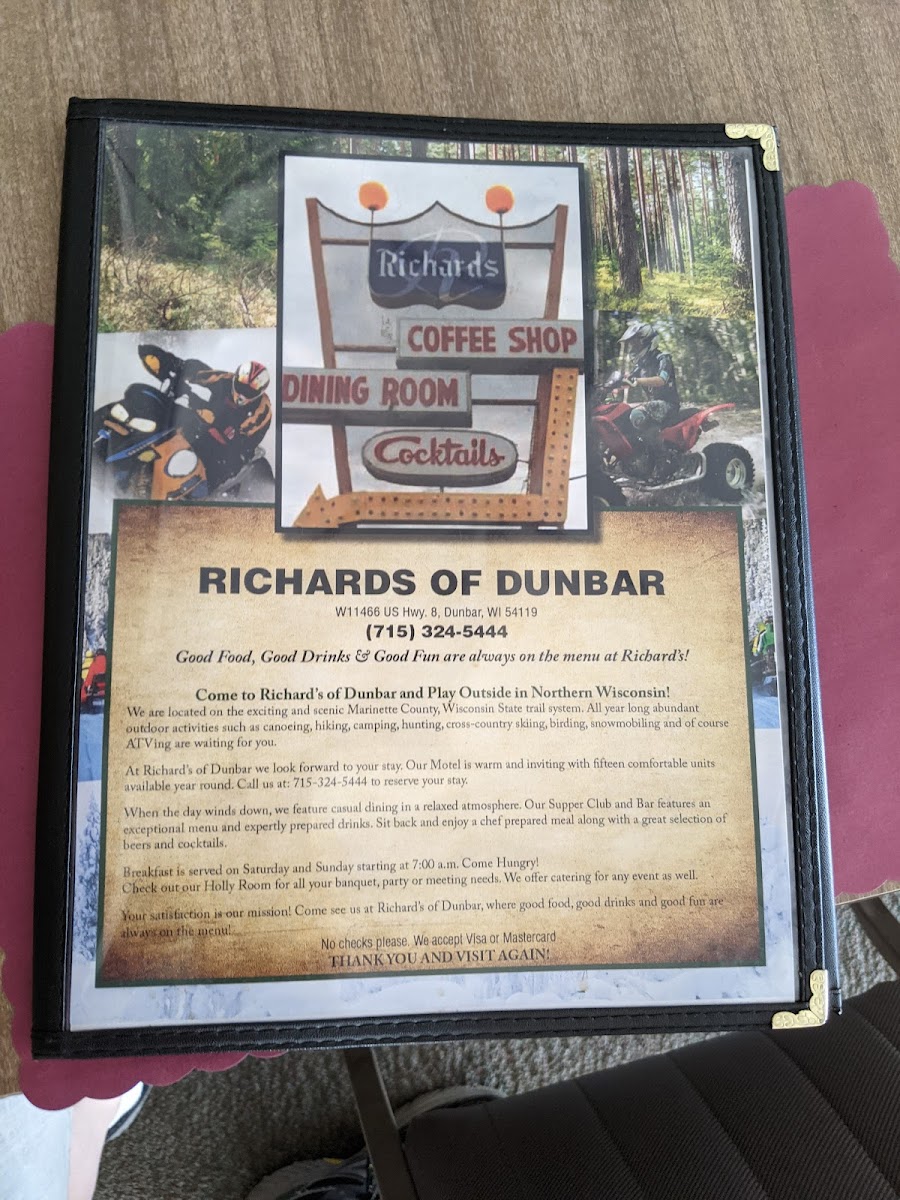 Richards
COFFEE SHOP
DINING ROOM
Cocktails
RICHARDS OF DUNBAR
W11466 US Hwy. 8, Dunbar, WI 54119
(715) 324-5444
Good Food, Good Drinks & Good Fun are always on the menu at Richard's!
Come to Richard's of Dunbar and Play Outside in Northern Wisconsin!
We are located on the exciting and scenic Marinette County, Wisconsin State trail system. All year long abundant
outdoor activities such as canoeing, hiking, camping, hunting, cross-country skiing, birding, snowmobiling and of course
ATVing are waiting for you.
At Richard's of Dunbar we look forward to your stay. Our Motel is warm and inviting with fifteen comfortable units
available year round. Call us at: 715-324-5444 to reserve your stay.
When the day winds down, we feature casual dining in a relaxed atmosphere. Our Supper Club and Bar features an
exceptional menu and expertly prepared drinks. Sit back and enjoy a chef prepared meal along with a great selection of
beers and cocktails.
Breakfast is served on Saturday and Sunday starting at 7:00 a.m. Come Hungry!
Check out our Holly Room for all your banquet, party or meeting needs. We offer catering for any event as well.
Your satisfaction is our mission! Come see us at Richard's of Dunbar, where good food, good drinks and good fun are
always on the menu!
No checks please. We accept Visa or Mastercard
THANK YOU AND VISIT AGAIN!